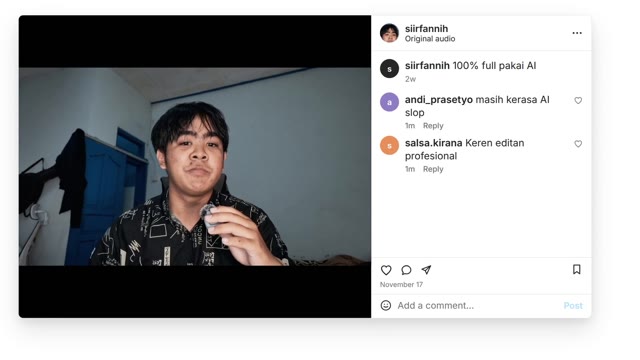 siirfannih
Original audio
siirfannih 100% full pakai AI
2w
andi_prasetyo masih kerasa AI
slop
1m Reply
salsa.kirana Keren editan
profesional
1m Reply
November 17
Add a comment...
Post